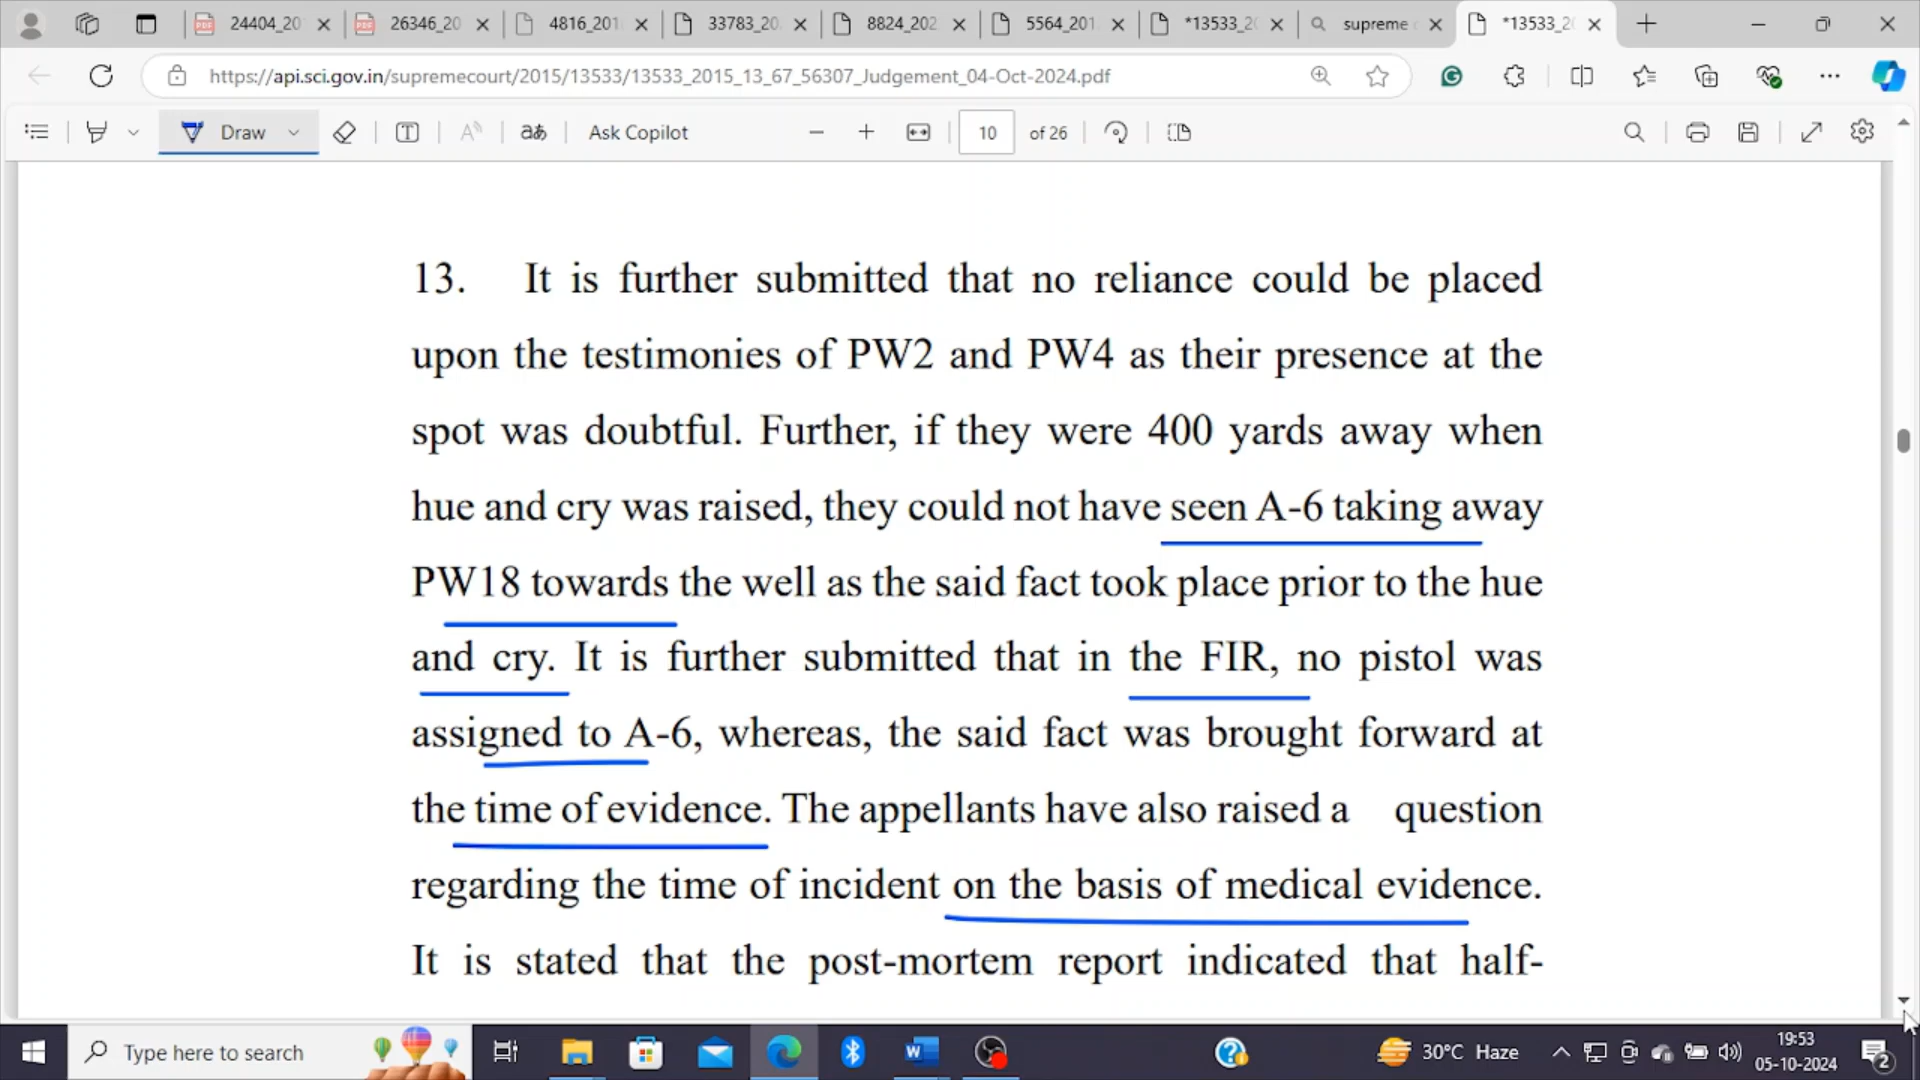 24404_20
26346_20
4816_201
33783_20
8824_202
5564_201
*13533_20
supreme
*13533_20
https://api.sci.gov.in/supremecourt/2015/13533/13533_2015_13_67_56307_Judgement_04-Oct-2024.pdf
Draw
Ask Copilot
10 of 26
13. It is further submitted that no reliance could be placed
upon the testimonies of PW2 and PW4 as their presence at the
spot was doubtful. Further, if they were 400 yards away when
hue and cry was raised, they could not have seen A-6 taking away
PW18 towards the well as the said fact took place prior to the hue
and cry. It is further submitted that in the FIR, no pistol was
assigned to A-6, whereas, the said fact was brought forward at
the time of evidence. The appellants have also raised a question
regarding the time of incident on the basis of medical evidence.
It is stated that the post-mortem report indicated that half-
Type here to search
30°C Haze
19:53
05-10-2024
2